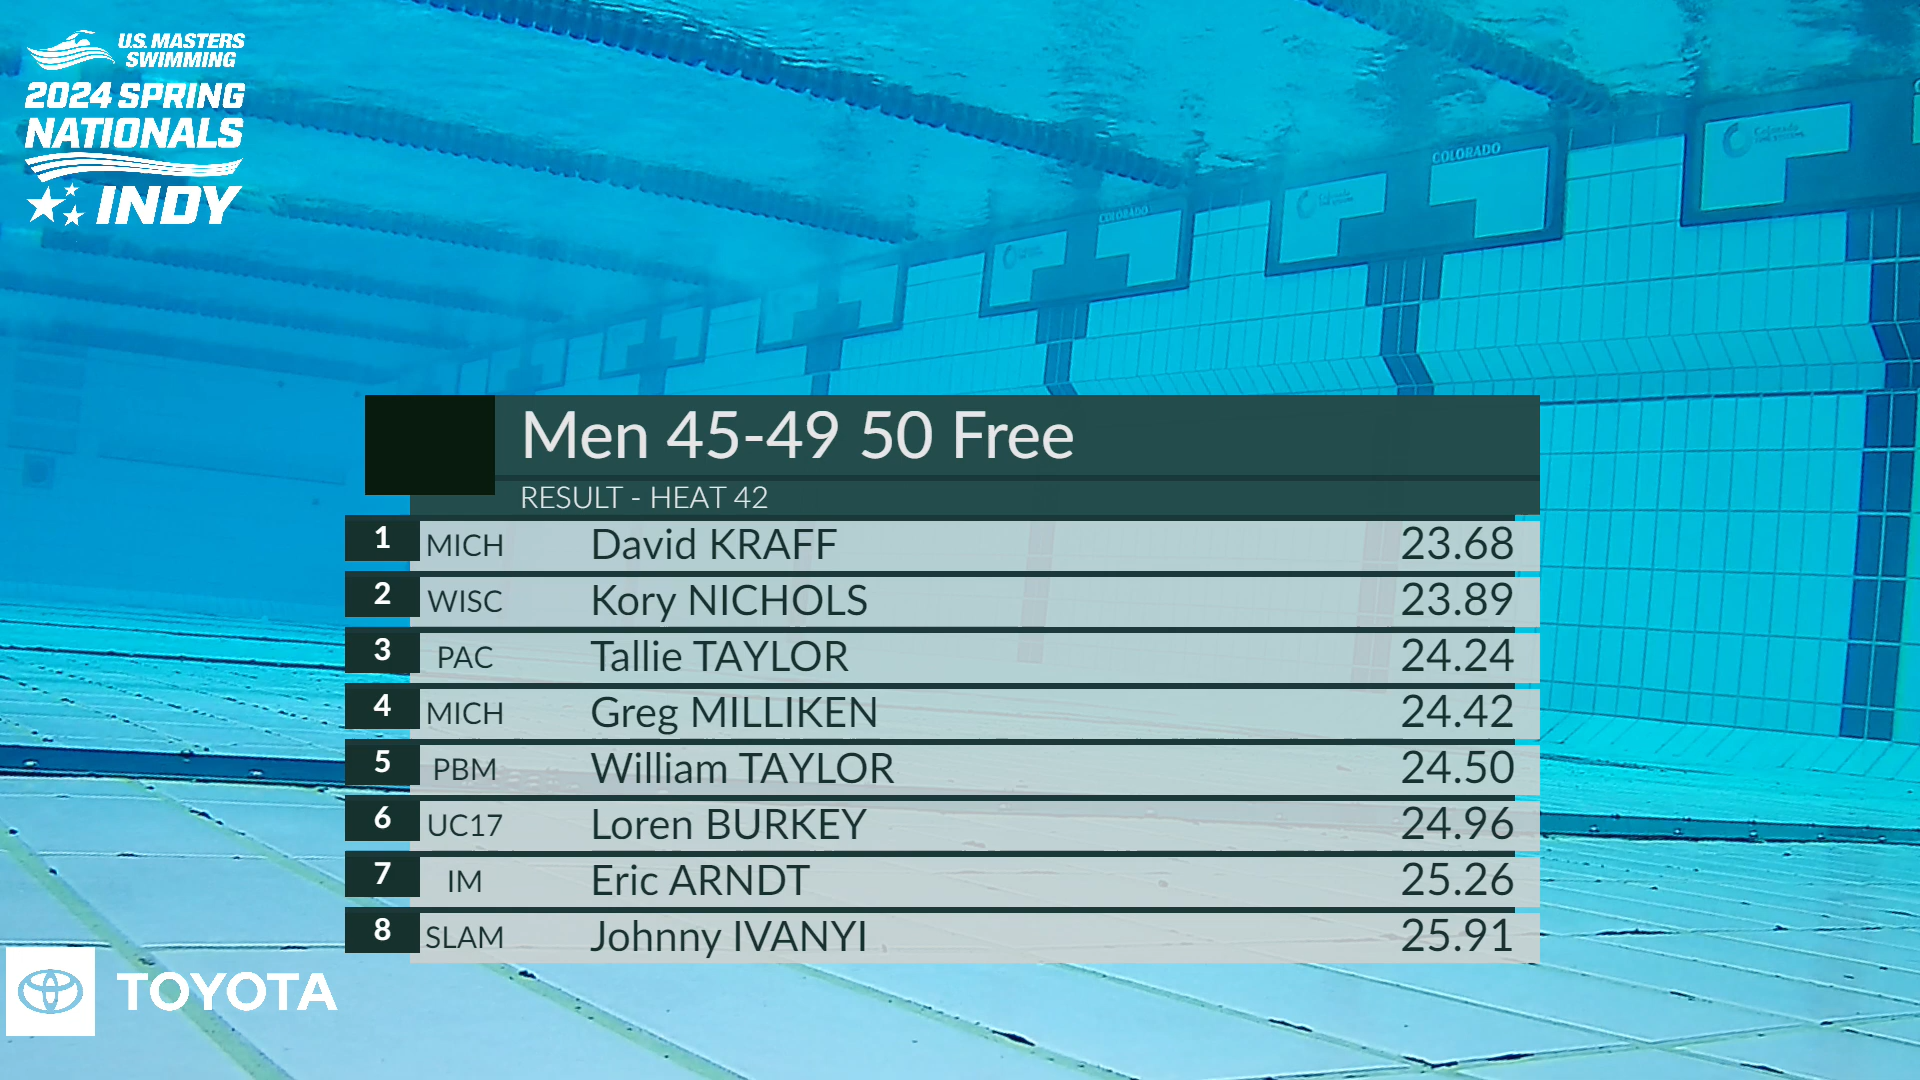 U.S. MASTERS
SWIMMING
2024 SPRING
NATIONALS
INDY
COLORADO
COLORADO
Colorado
TIME SYSTEMS
Men 45-49 50 Free
RESULT - HEAT 42
1 MICH David KRAFF 23.68
2 WISC Kory NICHOLS 23.89
3 PAC Tallie TAYLOR 24.24
4 MICH Greg MILLIKEN 24.42
5 PBM William TAYLOR 24.50
6 UC17 Loren BURKEY 24.96
7 IM Eric ARNDT 25.26
8 SLAM Johnny IVANYI 25.91
TOYOTA